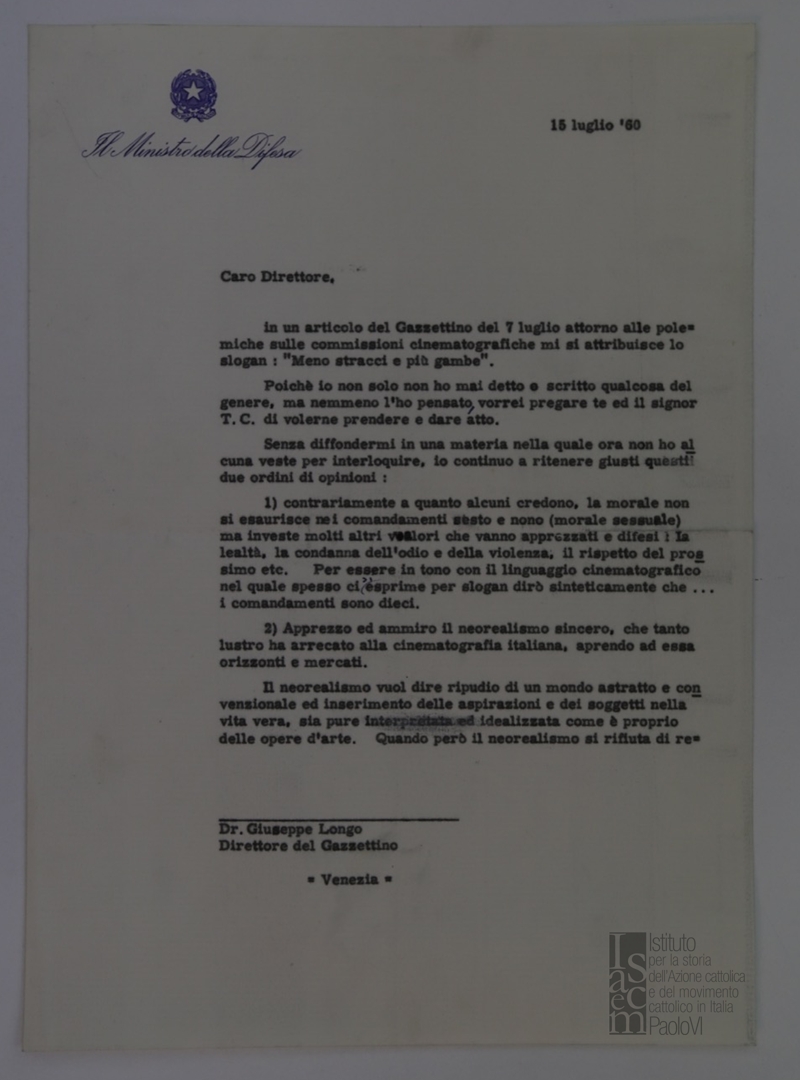 Il Ministro della Difesa
15 luglio '60
Caro Direttore,
in un articolo del Gazzettino del 7 luglio attorno alle pole=
miche sulle commissioni cinematografiche mi si attribuisce lo
slogan : "Meno stracci e più gambe".
Poichè io non solo non ho mai detto o scritto qualcosa del
genere, ma nemmeno l'ho pensato, vorrei pregare te ed il signor
T. C. di volerne prendere e dare atto.
Senza diffondermi in una materia nella quale ora non ho al
cuna veste per interloquire, io continuo a ritenere giusti questi
due ordini di opinioni :
1) contrariamente a quanto alcuni credono, la morale non
si esaurisce nei comandamenti sesto e nono (morale sessuale)
ma investe molti altri valori che vanno apprezzati e difesi : la
lealtà, la condanna dell'odio e della violenza, il rispetto del pros
simo etc. Per essere in tono con il linguaggio cinematografico
nel quale spesso ci esprime per slogan dirò sinteticamente che ...
i comandamenti sono dieci.
2) Apprezzo ed ammiro il neorealismo sincero, che tanto
lustro ha arrecato alla cinematografia italiana, aprendo ad essa
orizzonti e mercati.
Il neorealismo vuol dire ripudio di un mondo astratto e con
venzionale ed inserimento delle aspirazioni e dei soggetti nella
vita vera, sia pure interpretata ed idealizzata come è proprio
delle opere d'arte. Quando però il neorealismo si rifiuta di re=
Dr. Giuseppe Longo
Direttore del Gazzettino
= Venezia =
Isacem
Istituto
per la storia
dell'Azione cattolica
e del movimento
cattolico in Italia
PaoloVI